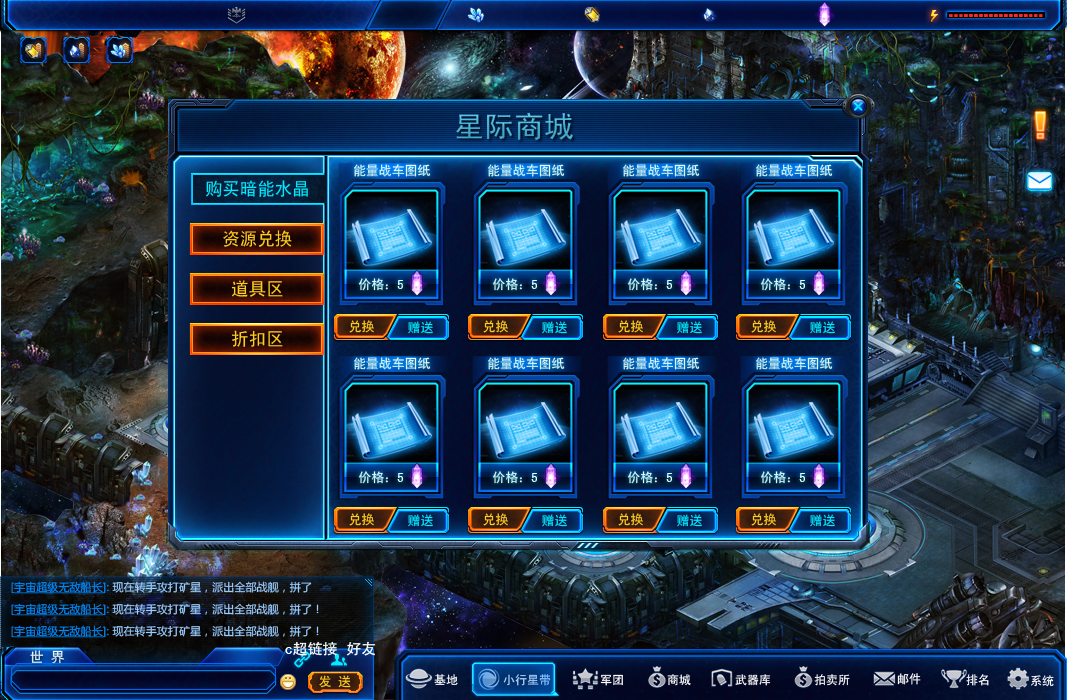 星际商城
购买暗能水晶
资源兑换
道具区
折扣区
能量战车图纸 能量战车图纸 能量战车图纸 能量战车图纸
价格：5 价格：5 价格：5 价格：5
兑换 赠送 兑换 赠送 兑换 赠送 兑换 赠送
能量战车图纸 能量战车图纸 能量战车图纸 能量战车图纸
价格：5 价格：5 价格：5 价格：5
兑换 赠送 兑换 赠送 兑换 赠送 兑换 赠送
[宇宙超级无敌船长]: 现在转手攻打矿星，派出全部战舰，拼了
[宇宙超级无敌船长]: 现在转手攻打矿星，派出全部战舰，拼了！
[宇宙超级无敌船长]: 现在转手攻打矿星，派出全部战舰，拼了！
c超链接 好友
世 界
发 送
基地 小行星带 军团 商城 武器库 拍卖所 邮件 排名 系统